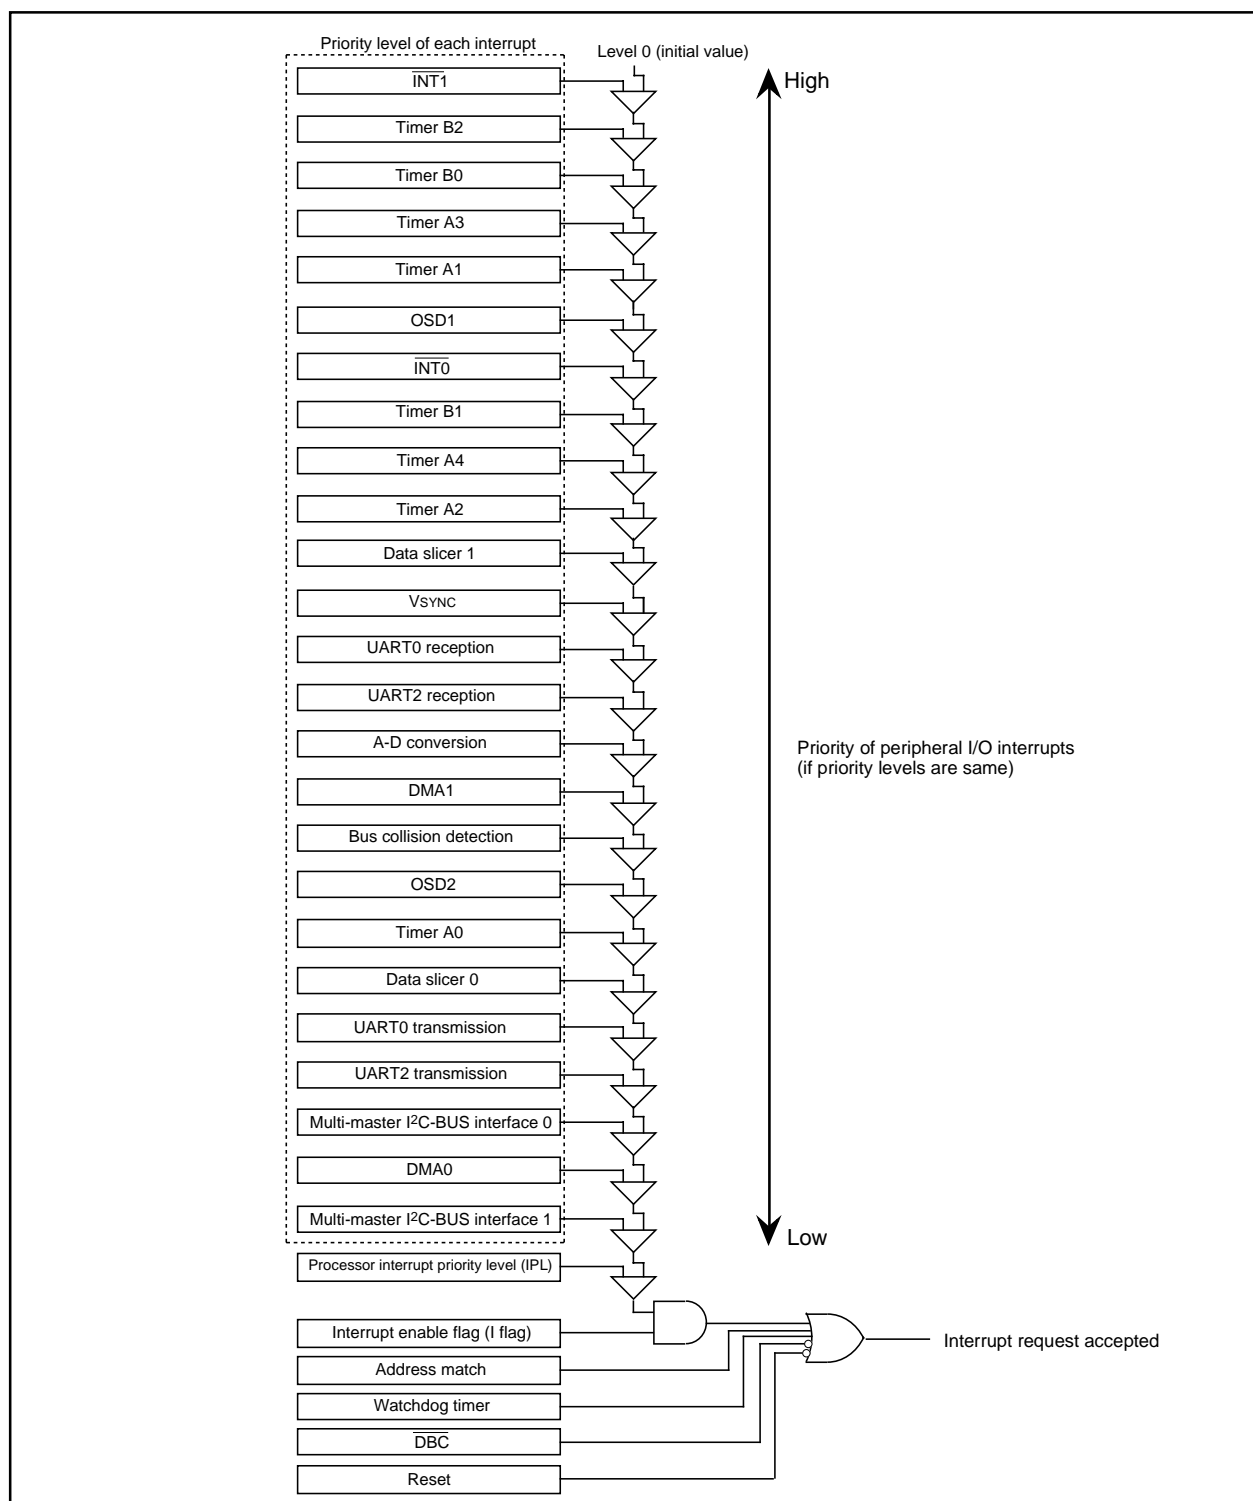 Priority level of each interrupt
Level 0 (initial value)
INT1
High
Timer B2
Timer B0
Timer A3
Timer A1
OSD1
INT0
Timer B1
Timer A4
Timer A2
Data slicer 1
VSYNC
UART0 reception
UART2 reception
A-D conversion
Priority of peripheral I/O interrupts
(if priority levels are same)
DMA1
Bus collision detection
OSD2
Timer A0
Data slicer 0
UART0 transmission
UART2 transmission
Multi-master I2C-BUS interface 0
DMA0
Multi-master I2C-BUS interface 1
Low
Processor interrupt priority level (IPL)
Interrupt enable flag (I flag)
Interrupt request accepted
Address match
Watchdog timer
DBC
Reset